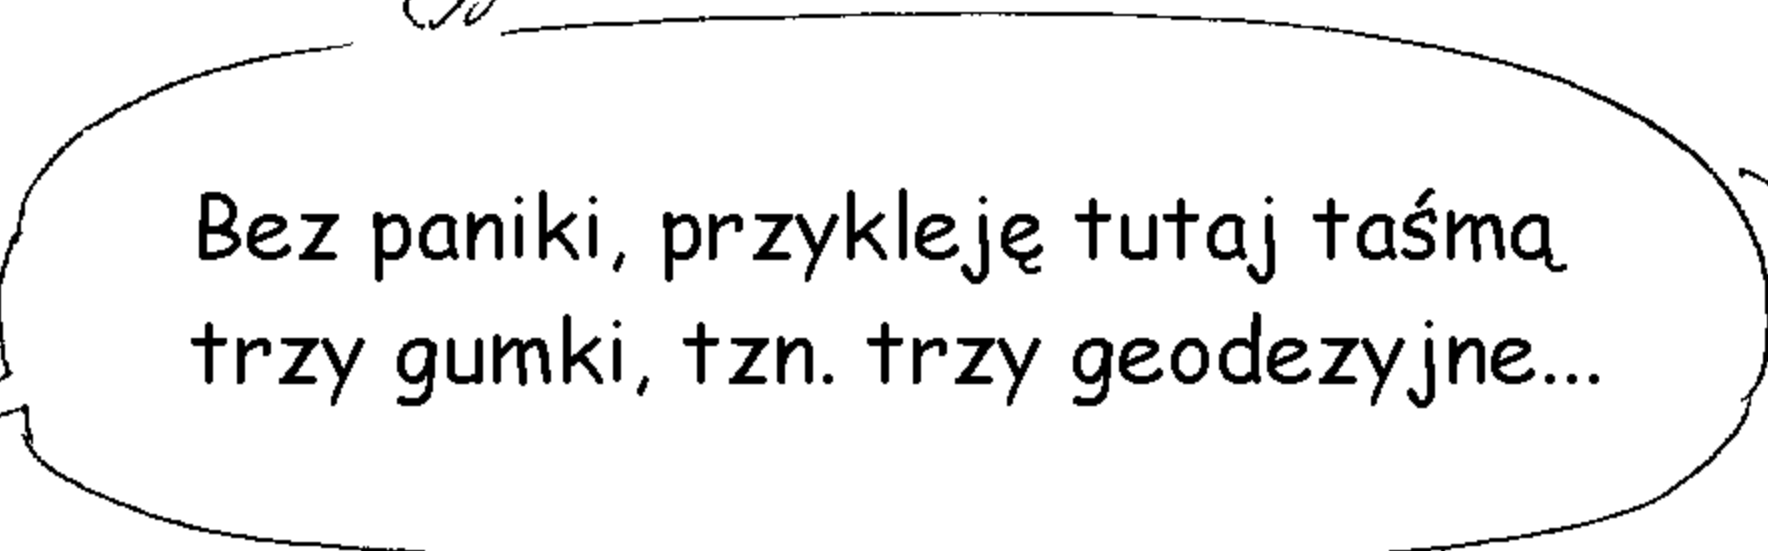 Bez paniki, przykleję tutaj taśmą
trzy gumki, tzn. trzy geodezyjne...